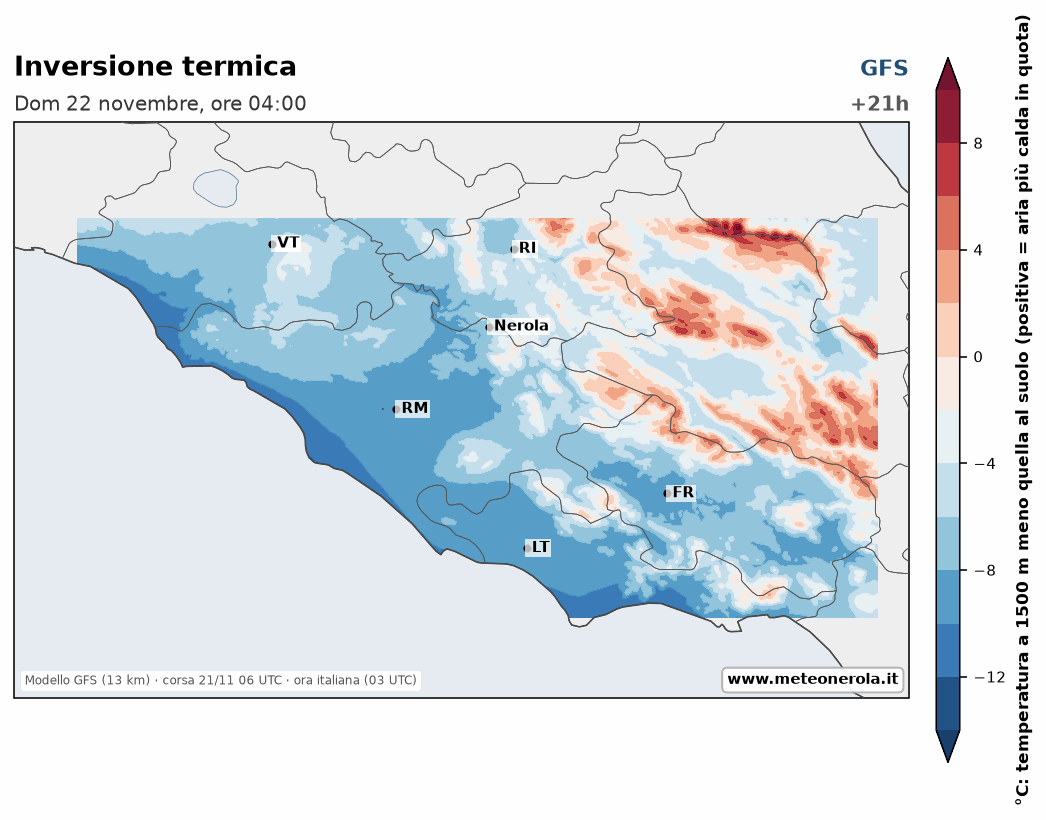 Inversione termica
GFS
Dom 22 novembre, ore 04:00
+21h
VT
RI
Nerola
RM
FR
LT
8
4
0
−4
−8
−12
°C: temperatura a 1500 m meno quella al suolo (positiva = aria più calda in quota)
Modello GFS (13 km) · corsa 21/11 06 UTC · ora italiana (03 UTC)
www.meteonerola.it